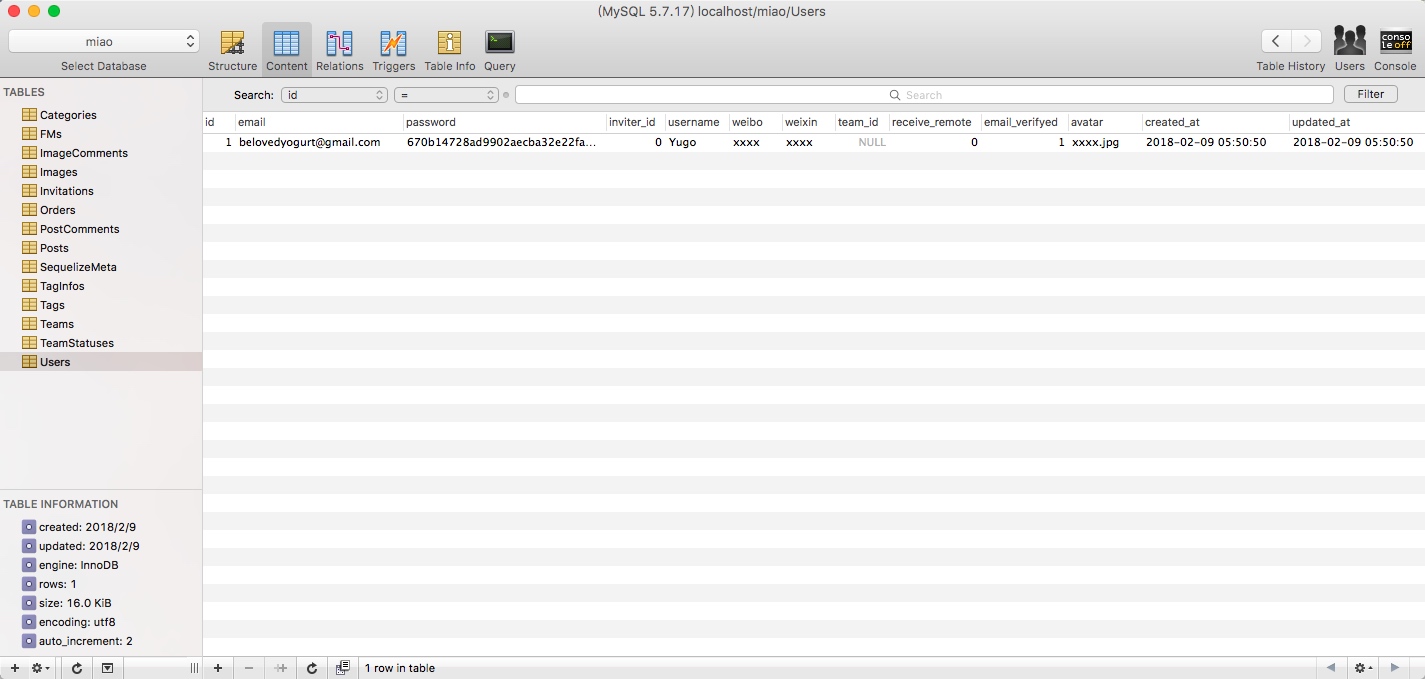 (MySQL 5.7.17) localhost/miao/Users
miao
Select Database
Structure Content Relations Triggers Table Info Query
Table History Users Console
console off
TABLES
Categories
FMs
ImageComments
Images
Invitations
Orders
PostComments
Posts
SequelizeMeta
TagInfos
Tags
Teams
TeamStatuses
Users
TABLE INFORMATION
created: 2018/2/9
updated: 2018/2/9
engine: InnoDB
rows: 1
size: 16.0 KiB
encoding: utf8
auto_increment: 2
Search: id = Search Filter
id email password inviter_id username weibo weixin team_id receive_remote email_verifyed avatar created_at updated_at
1 belovedyogurt@gmail.com 670b14728ad9902aecba32e22fa... 0 Yugo xxxx xxxx NULL 0 1 xxxx.jpg 2018-02-09 05:50:50 2018-02-09 05:50:50
1 row in table